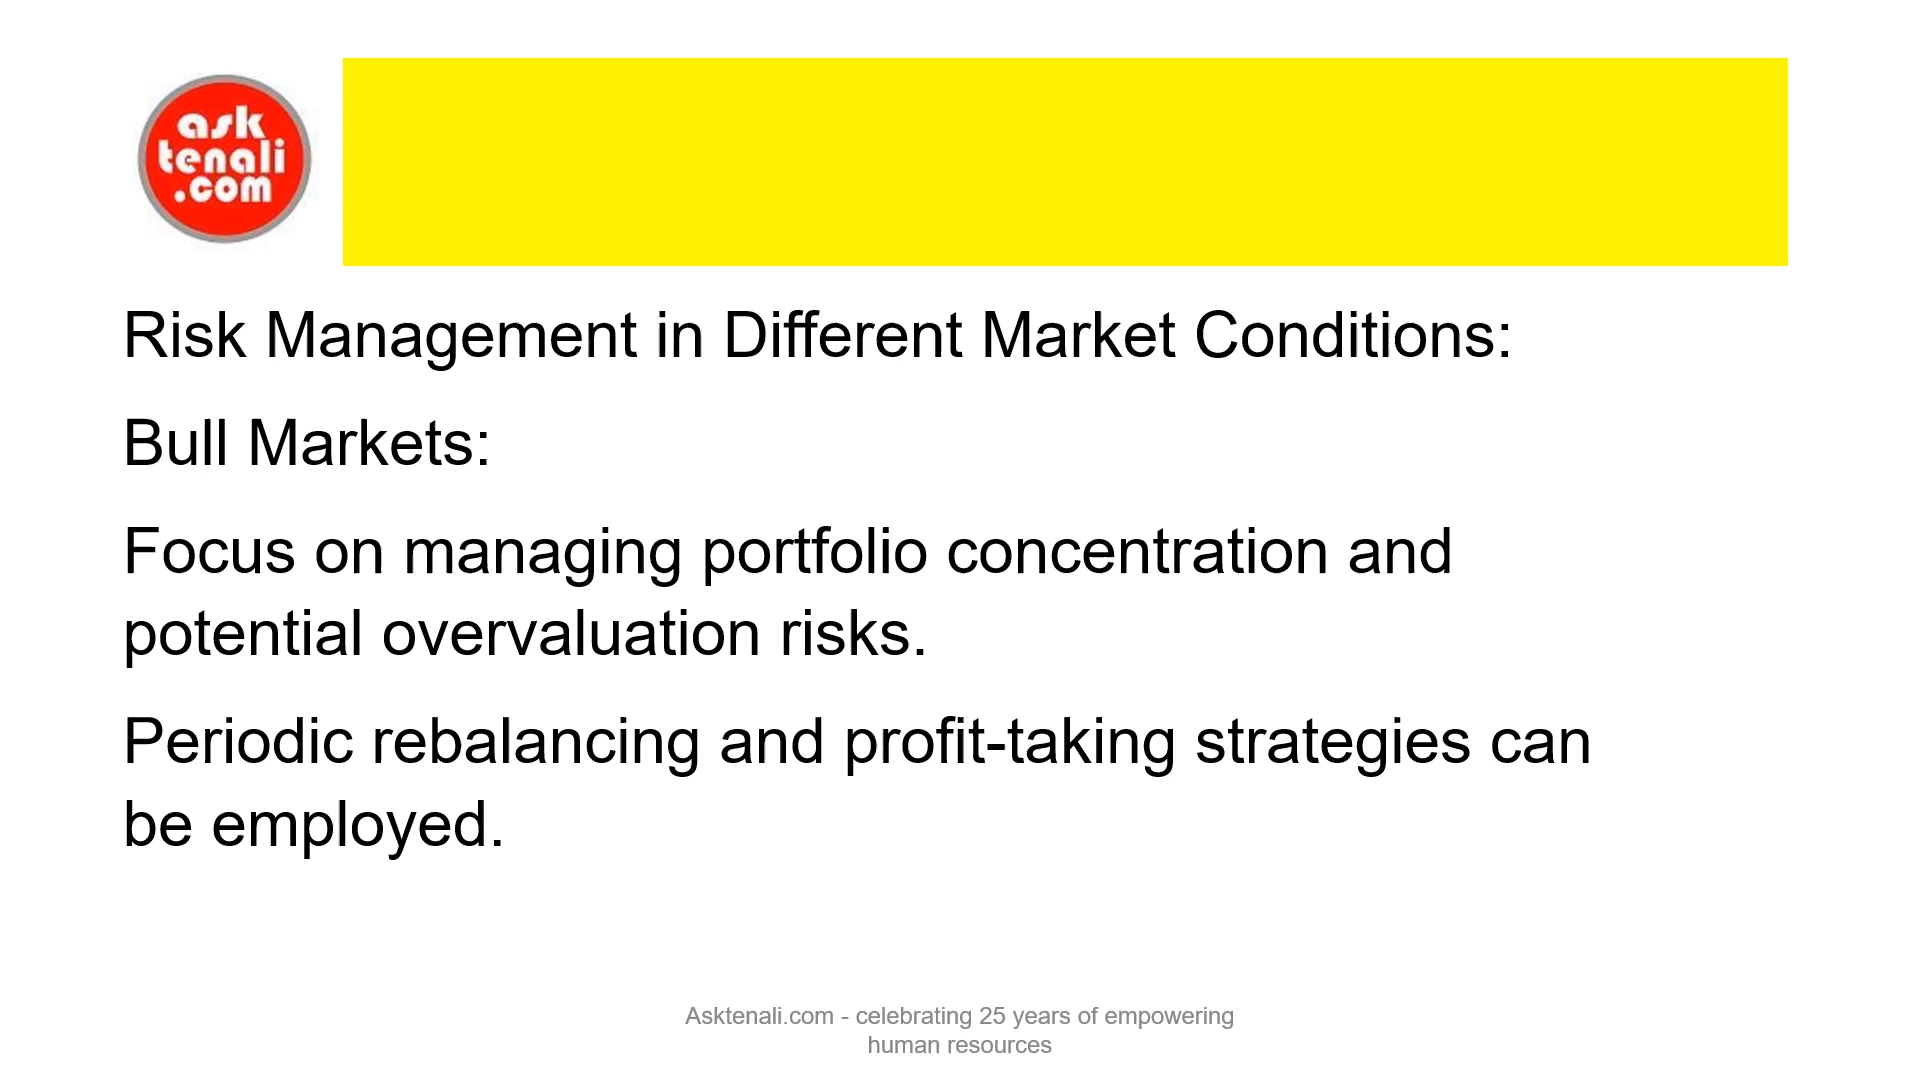 ask
tenali
.com
Risk Management in Different Market Conditions:
Bull Markets:
Focus on managing portfolio concentration and
potential overvaluation risks.
Periodic rebalancing and profit-taking strategies can
be employed.
Asktenali.com - celebrating 25 years of empowering
human resources